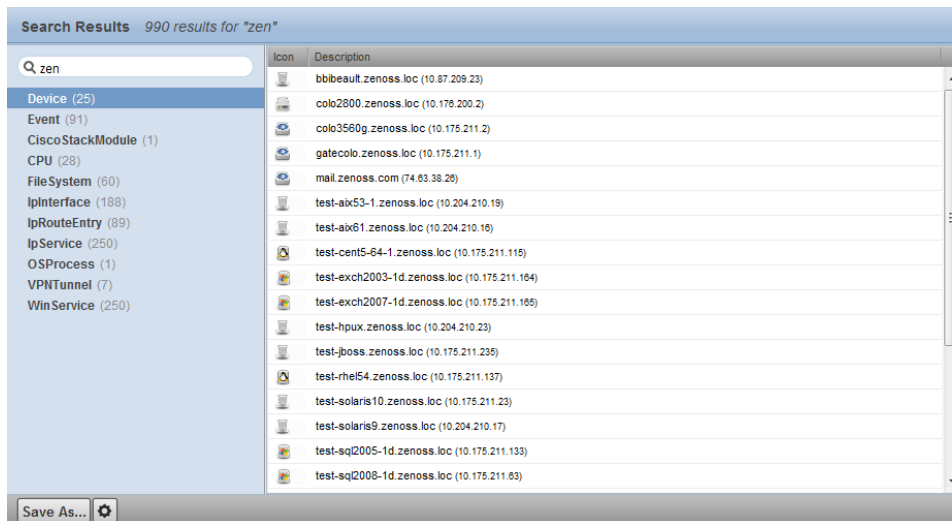 Search Results 990 results for "zen"
zen
Device (25)
Event (91)
CiscoStackModule (1)
CPU (28)
FileSystem (60)
IpInterface (188)
IpRouteEntry (89)
IpService (250)
OSProcess (1)
VPNTunnel (7)
WinService (250)
Icon Description
bbibeault.zenoss.loc (10.87.209.23)
colo2800.zenoss.loc (10.176.200.2)
colo3560g.zenoss.loc (10.175.211.2)
gatecolo.zenoss.loc (10.175.211.1)
mail.zenoss.com (74.63.38.26)
test-aix53-1.zenoss.loc (10.204.210.19)
test-aix61.zenoss.loc (10.204.210.16)
test-cent5-64-1.zenoss.loc (10.175.211.115)
test-exch2003-1d.zenoss.loc (10.175.211.164)
test-exch2007-1d.zenoss.loc (10.175.211.165)
test-hpux.zenoss.loc (10.204.210.23)
test-jboss.zenoss.loc (10.175.211.235)
test-rhel54.zenoss.loc (10.175.211.137)
test-solaris10.zenoss.loc (10.175.211.23)
test-solaris9.zenoss.loc (10.204.210.17)
test-sql2005-1d.zenoss.loc (10.175.211.133)
test-sql2008-1d.zenoss.loc (10.175.211.63)
Save As...